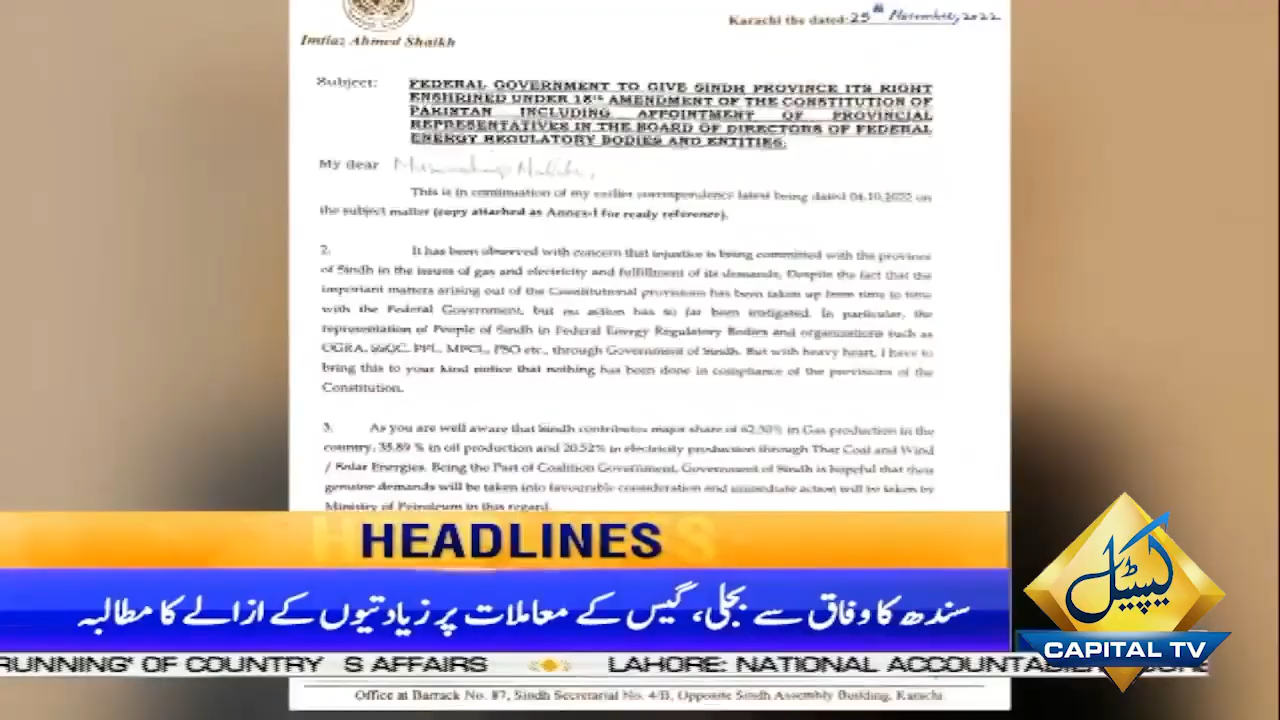 Karachi the dated: 25th November, 2022
Imtiaz Ahmed Shaikh
Subject: FEDERAL GOVERNMENT TO GIVE SINDH PROVINCE ITS RIGHT
ENSHRINED UNDER 18th AMENDMENT OF THE CONSTITUTION OF
PAKISTAN INCLUDING APPOINTMENT OF PROVINCIAL
REPRESENTATIVES IN THE BOARD OF DIRECTORS OF FEDERAL
ENERGY REGULATORY BODIES AND ENTITIES.
My dear
This is in continuation of my earlier correspondence latest being dated 04.10.2022 on
the subject matter (copy attached as Annex-I for ready reference).
2. It has been observed with concern that injustice is being committed with the province
of Sindh in the issues of gas and electricity and fulfillment of its demands. Despite the fact that the
important matters arising out of the Constitutional provisions has been taken up from time to time
with the Federal Government, but no action has so far been instigated. In particular, the
representation of People of Sindh in Federal Energy Regulatory Bodies and organizations such as
OGRA, SSGC, PPL, MPCL, PSO etc., through Government of Sindh. But with heavy heart, I have to
bring this to your kind notice that nothing has been done in compliance of the provisions of the
Constitution.
3. As you are well aware that Sindh contributes major share of 62.30% in Gas production in the
country, 35.89 % in oil production and 20.52% in electricity production through Thar Coal and Wind
/ Solar Energies. Being the Part of Coalition Government, Government of Sindh is hopeful that these
genuine demands will be taken into favourable consideration and immediate action will be taken by
Ministry of Petroleum in this regard.
HEADLINES
سندھ کا وفاق سے بجلی، گیس کے معاملات پر زیادتیوں کے ازالے کا مطالبہ
کیپیٹل
CAPITAL TV
RUNNING' OF COUNTRY S AFFAIRS LAHORE: NATIONAL
Office at Barrack No. 87, Sindh Secretariat No. 4/B, Opposite Sindh Assembly Building, Karachi